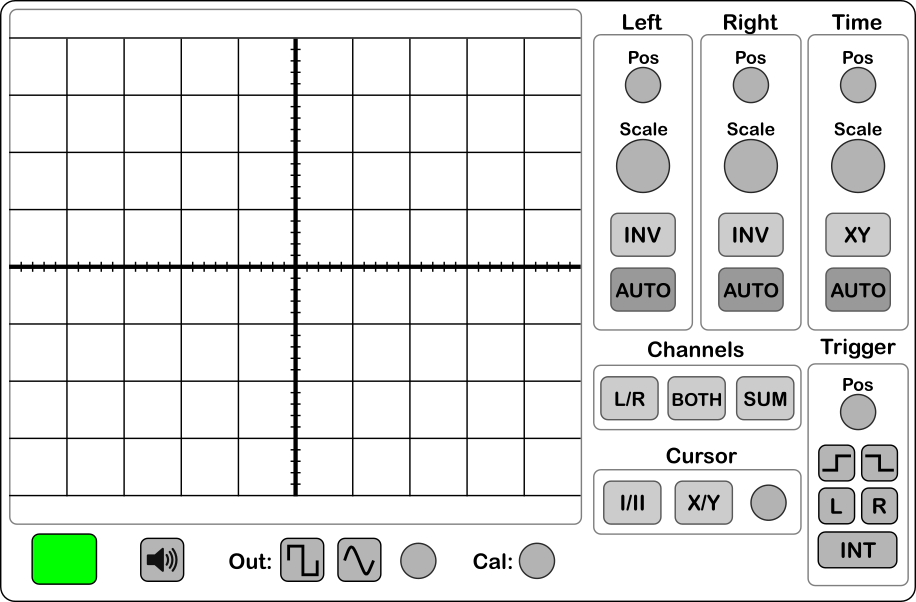 Left Right Time
Pos Pos Pos
Scale Scale Scale
INV INV XY
AUTO AUTO AUTO
Channels
L/R BOTH SUM
Cursor
I/II X/Y
Trigger
Pos
L R
INT
Out: Cal: